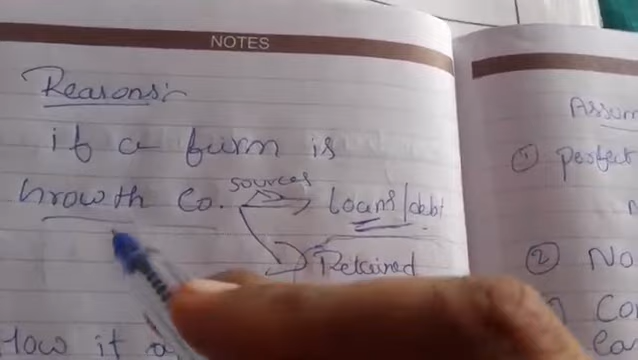 NOTES
Reasons:-
if a firm is
Growth Co. sources Loans/debt
Retained
How it a
Assum
① perfect
② No
Co
ea